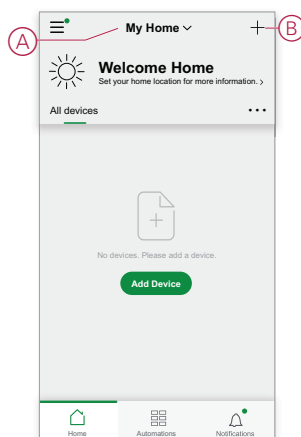 A
My Home
B
Welcome Home
Set your home location for more information. >
All devices
No devices. Please add a device.
Add Device
Home
Automations
Notifications